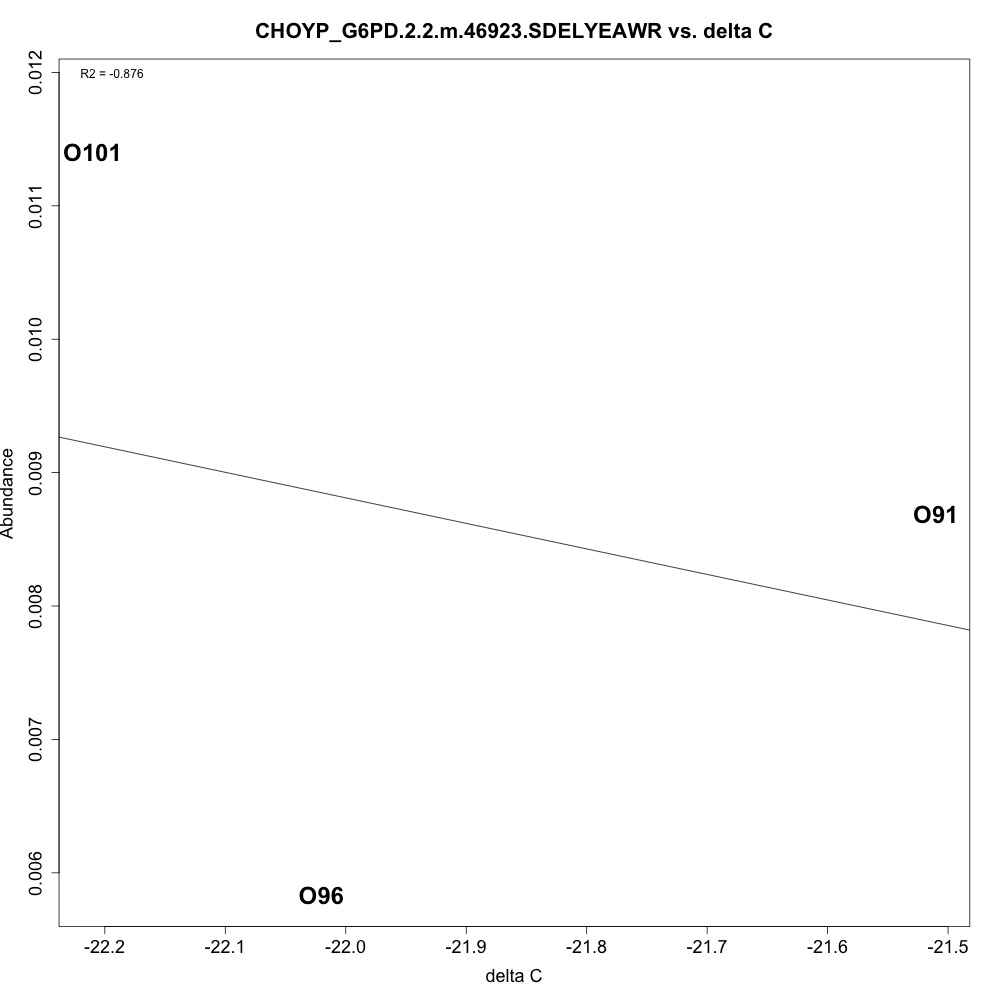 CHOYP_G6PD.2.2.m.46923.SDELYEAWR vs. delta C
R2 = -0.876
0.012
O101
0.011
0.010
0.009
Abundance
O91
0.008
0.007
0.006
O96
-22.2 -22.1 -22.0 -21.9 -21.8 -21.7 -21.6 -21.5
delta C